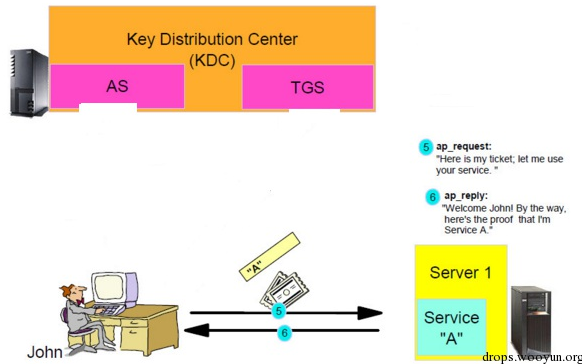 Key Distribution Center
(KDC)
AS
TGS
5 ap_request:
"Here is my ticket; let me use
your service. "
6 ap_reply:
"Welcome John! By the way,
here's the proof that I'm
Service A."
"A"
5
6
John
Server 1
Service
"A"
drops.wooyun.org